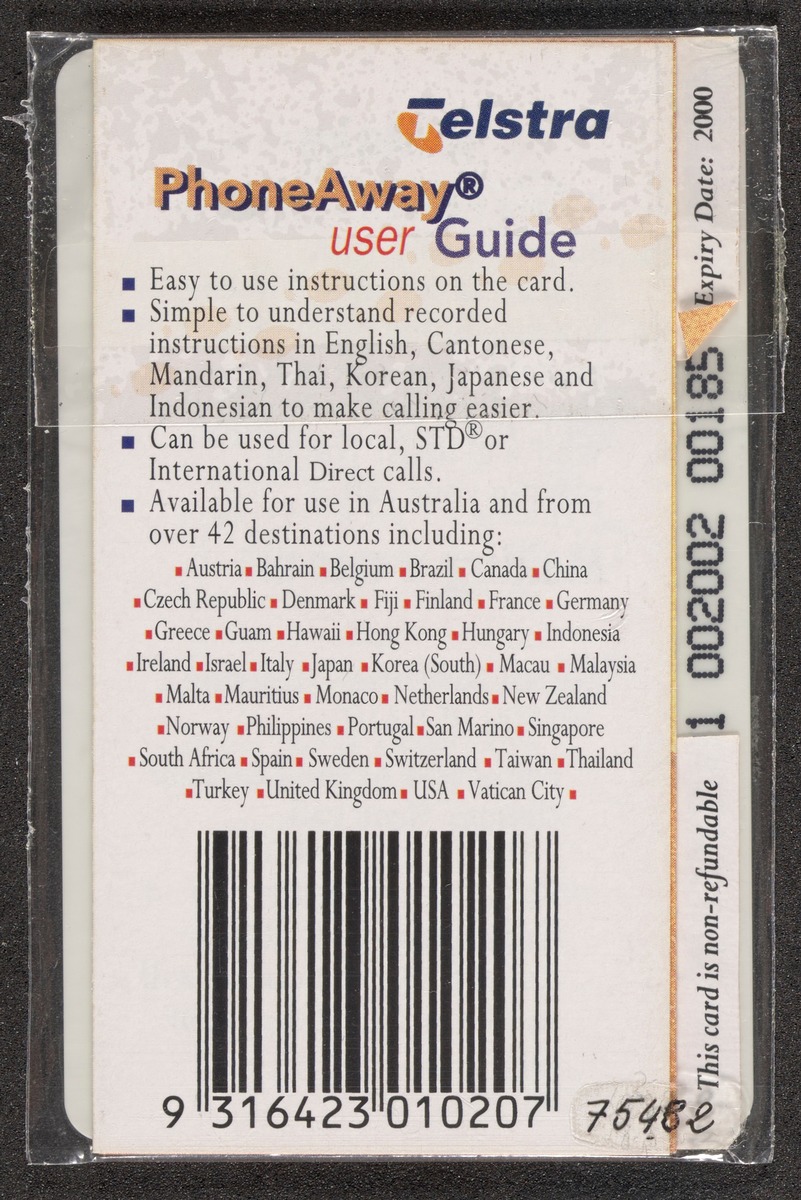 Telstra
PhoneAway®
user Guide
▪ Easy to use instructions on the card.
▪ Simple to understand recorded
instructions in English, Cantonese,
Mandarin, Thai, Korean, Japanese and
Indonesian to make calling easier.
▪ Can be used for local, STD® or
International Direct calls.
▪ Available for use in Australia and from
over 42 destinations including:
▪ Austria ▪ Bahrain ▪ Belgium ▪ Brazil ▪ Canada ▪ China
▪ Czech Republic ▪ Denmark ▪ Fiji ▪ Finland ▪ France ▪ Germany
▪ Greece ▪ Guam ▪ Hawaii ▪ Hong Kong ▪ Hungary ▪ Indonesia
▪ Ireland ▪ Israel ▪ Italy ▪ Japan ▪ Korea (South) ▪ Macau ▪ Malaysia
▪ Malta ▪ Mauritius ▪ Monaco ▪ Netherlands ▪ New Zealand
▪ Norway ▪ Philippines ▪ Portugal ▪ San Marino ▪ Singapore
▪ South Africa ▪ Spain ▪ Sweden ▪ Switzerland ▪ Taiwan ▪ Thailand
▪ Turkey ▪ United Kingdom ▪ USA ▪ Vatican City ▪
9 316423 010207
75482
This card is non-refundable
1 002002 00185
Expiry Date: 2000